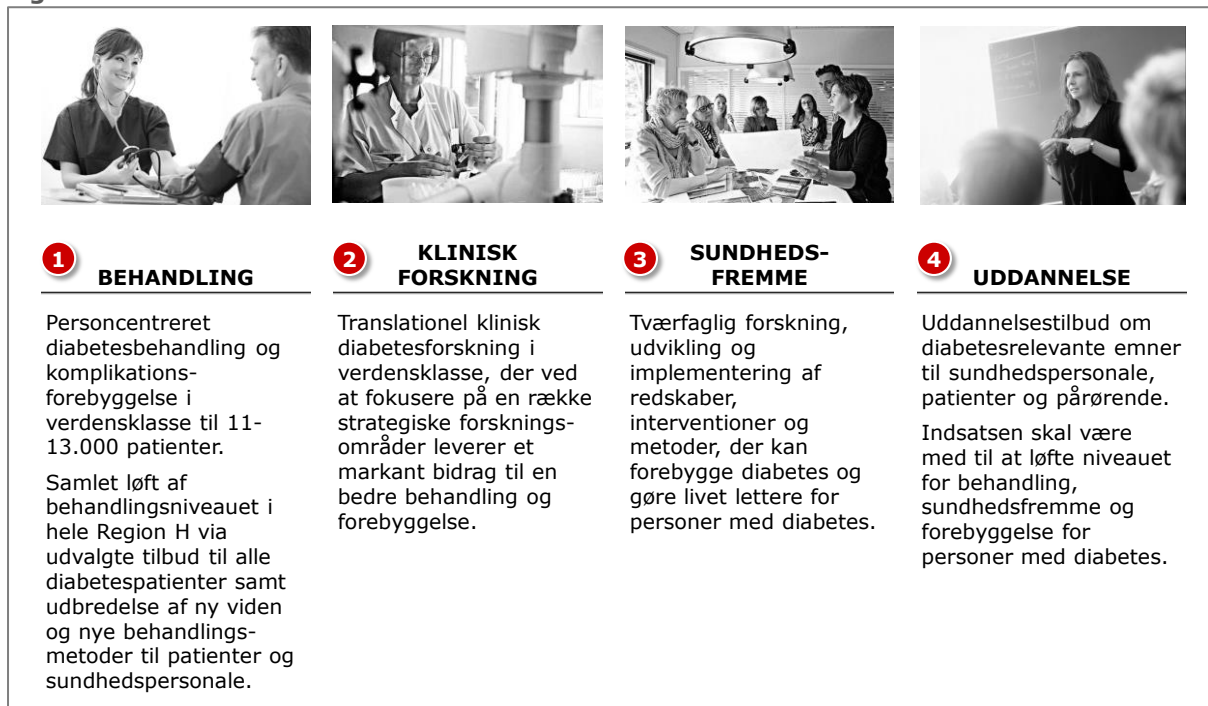 1
BEHANDLING
Personcentreret
diabetesbehandling og
komplikations-
forebyggelse i
verdensklasse til 11-
13.000 patienter.
Samlet løft af
behandlingsniveauet i
hele Region H via
udvalgte tilbud til alle
diabetespatienter samt
udbredelse af ny viden
og nye behandlings-
metoder til patienter og
sundhedspersonale.
2
KLINISK
FORSKNING
Translationel klinisk
diabetesforskning i
verdensklasse, der ved
at fokusere på en række
strategiske forsknings-
områder leverer et
markant bidrag til en
bedre behandling og
forebyggelse.
3
SUNDHEDS-
FREMME
Tværfaglig forskning,
udvikling og
implementering af
redskaber,
interventioner og
metoder, der kan
forebygge diabetes og
gøre livet lettere for
personer med diabetes.
4
UDDANNELSE
Uddannelsestilbud om
diabetesrelevante emner
til sundhedspersonale,
patienter og pårørende.
Indsatsen skal være
med til at løfte niveauet
for behandling,
sundhedsfremme og
forebyggelse for
personer med diabetes.